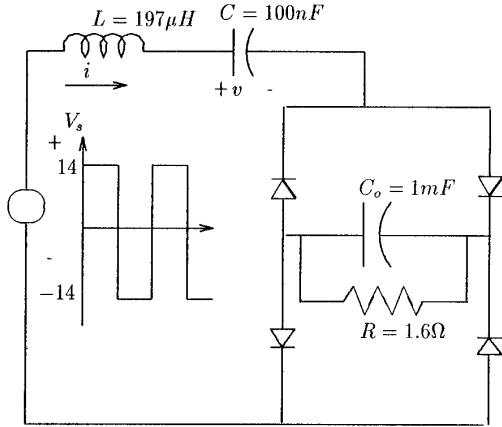 L = 197μH
C = 100nF
i
+ v -
V_s
+
14
-
−14
C_o = 1mF
R = 1.6Ω